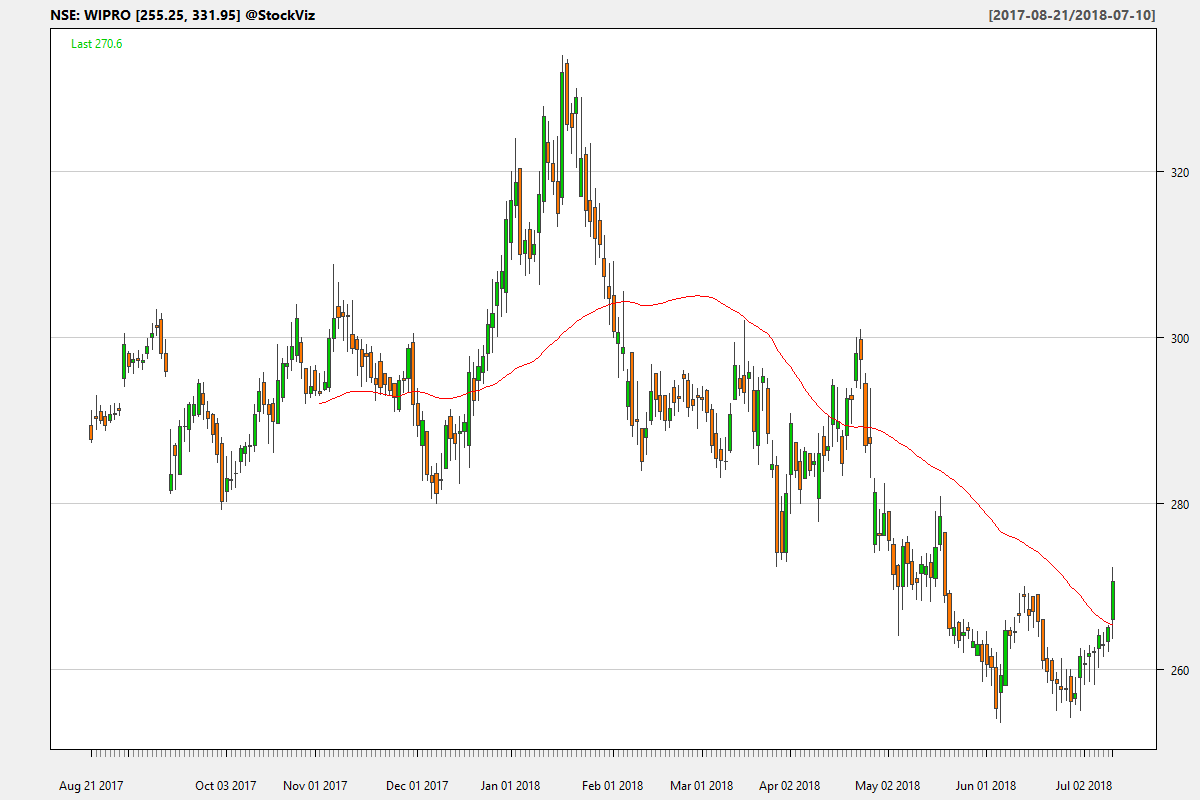 NSE: WIPRO [255.25, 331.95] @StockViz
[2017-08-21/2018-07-10]
Last 270.6
320
300
280
260
Aug 21 2017
Oct 03 2017
Nov 01 2017
Dec 01 2017
Jan 01 2018
Feb 01 2018
Mar 01 2018
Apr 02 2018
May 02 2018
Jun 01 2018
Jul 02 2018